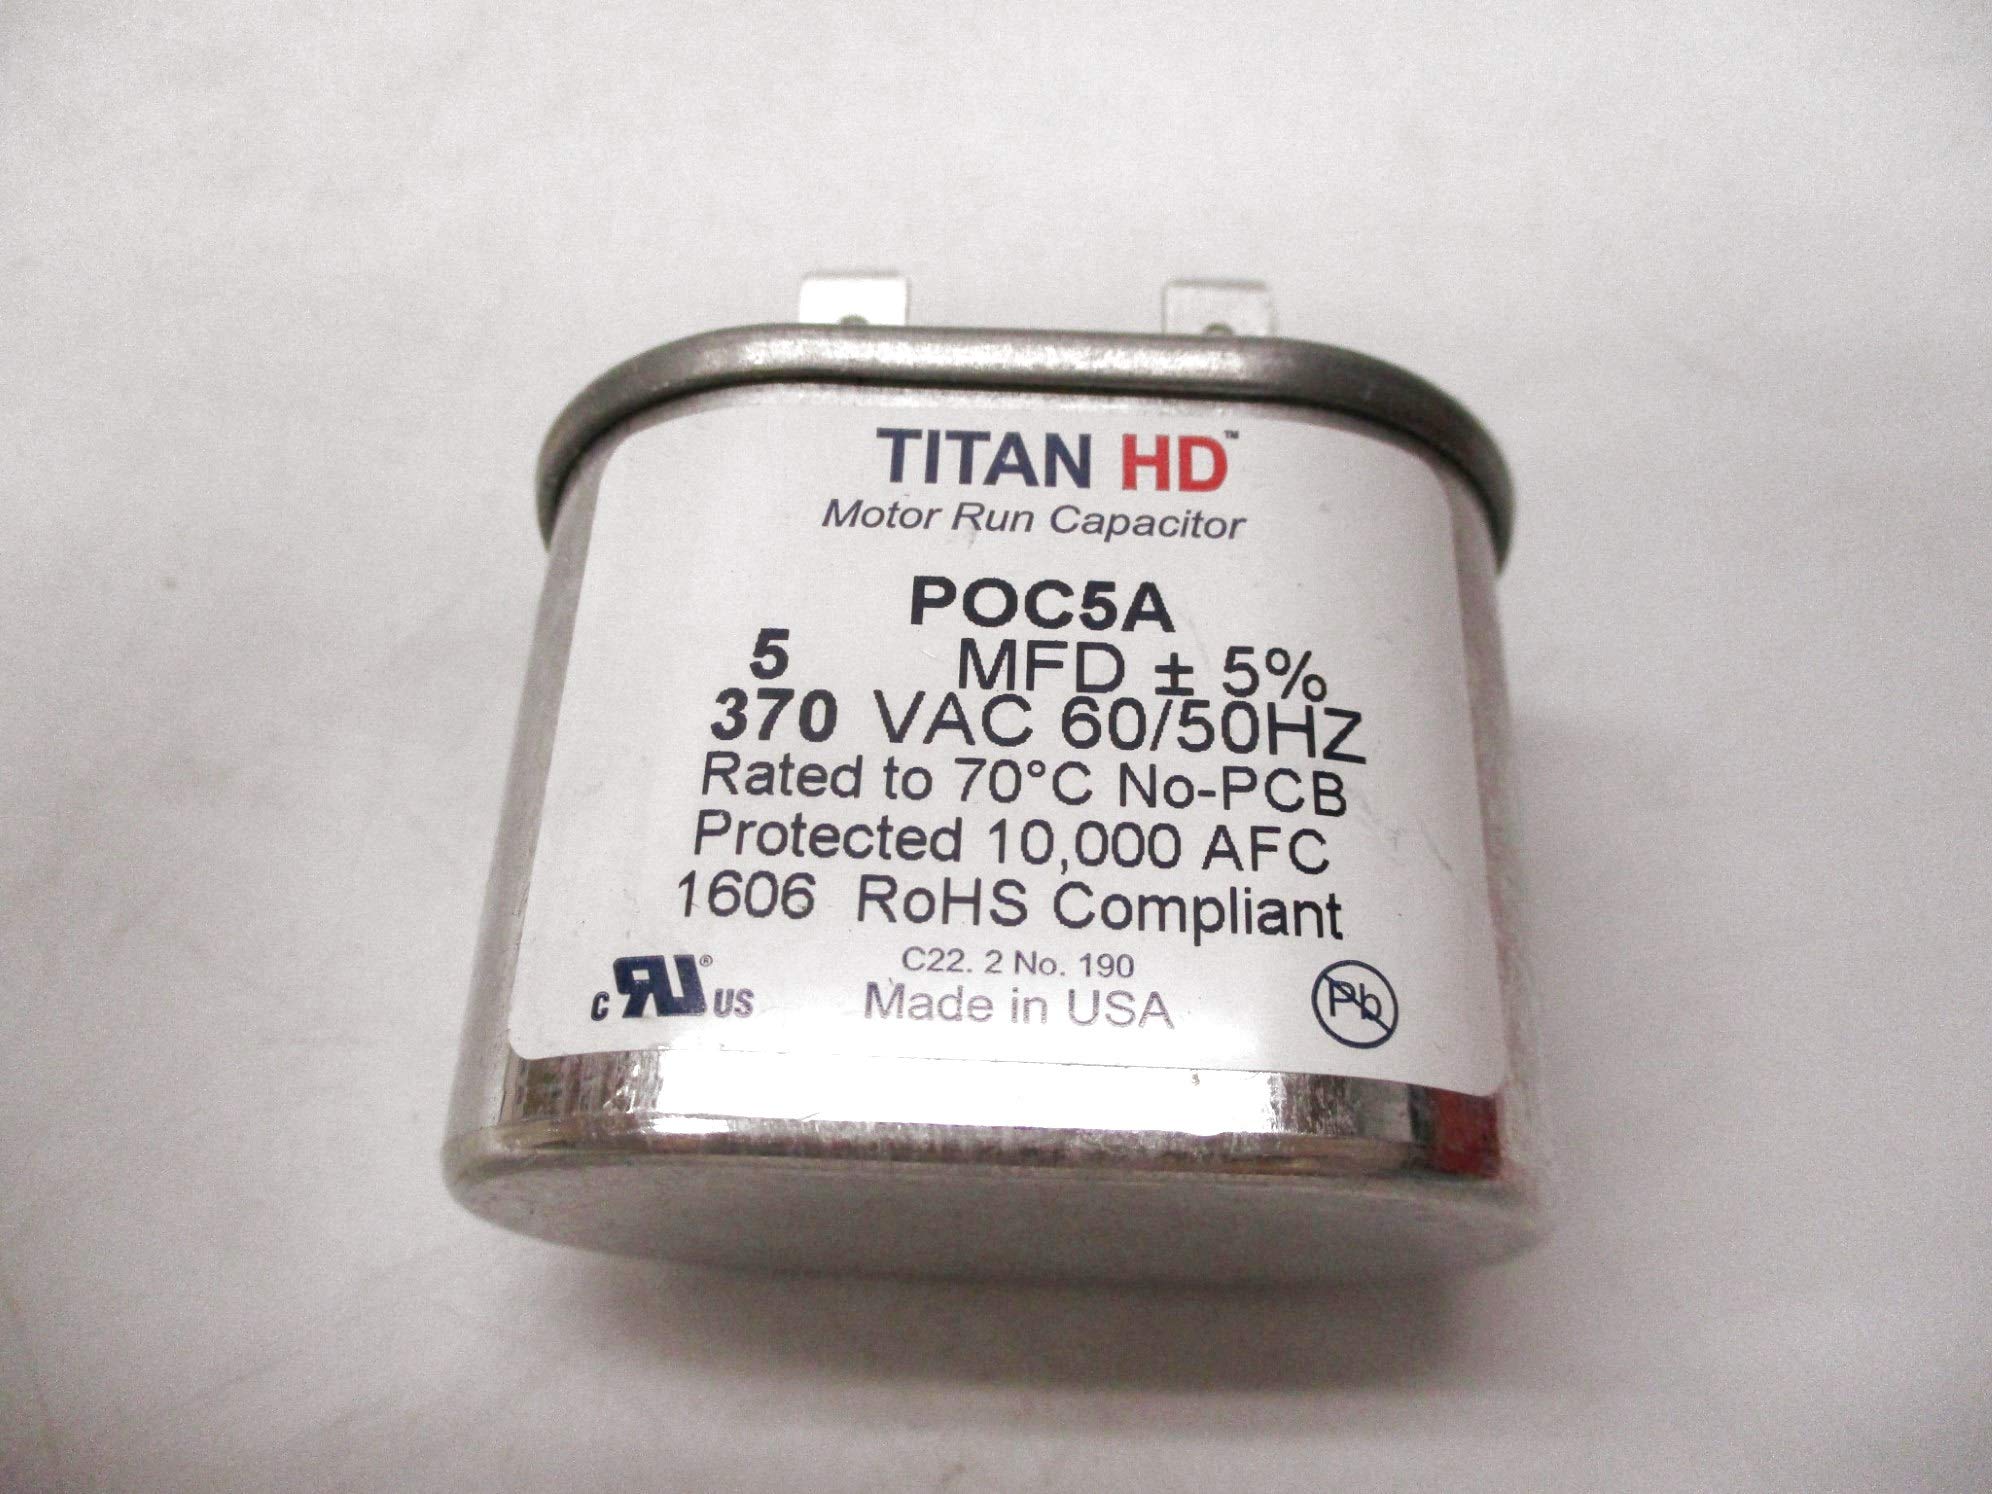 TITAN HD™
Motor Run Capacitor
POC5A
5 MFD ± 5%
370 VAC 60/50HZ
Rated to 70°C No-PCB
Protected 10,000 AFC
1606 RoHS Compliant
C22. 2 No. 190
c RU® US Made in USA Pb